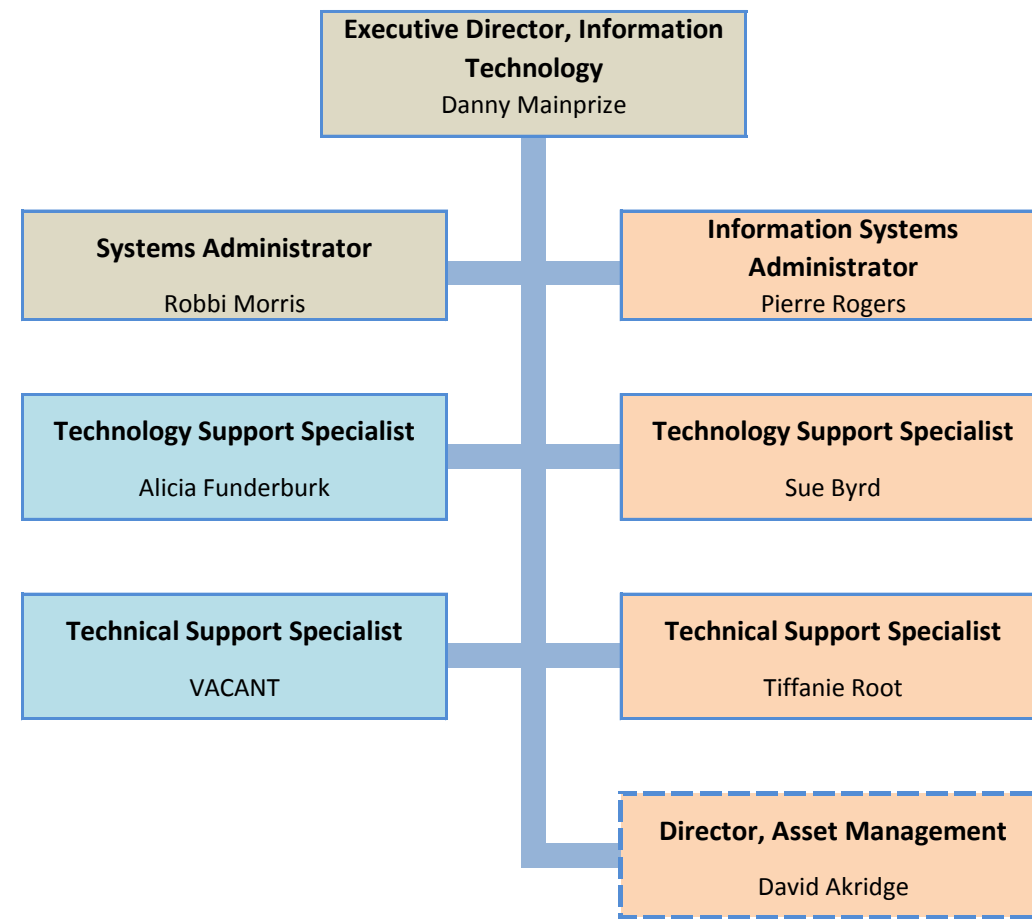 Executive Director, Information
Technology
Danny Mainprize
Systems Administrator
Robbi Morris
Information Systems
Administrator
Pierre Rogers
Technology Support Specialist
Alicia Funderburk
Technology Support Specialist
Sue Byrd
Technical Support Specialist
VACANT
Technical Support Specialist
Tiffanie Root
Director, Asset Management
David Akridge